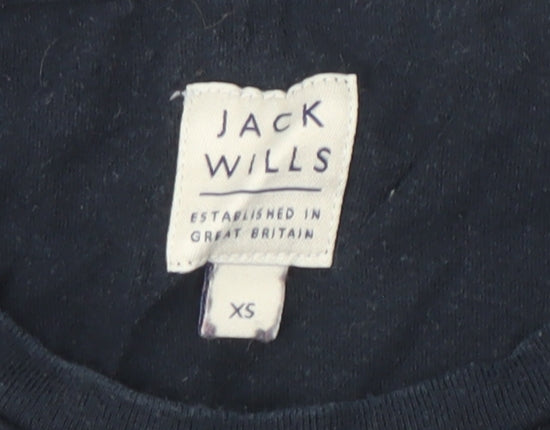 JACK
WILLS
ESTABLISHED IN
GREAT BRITAIN
XS